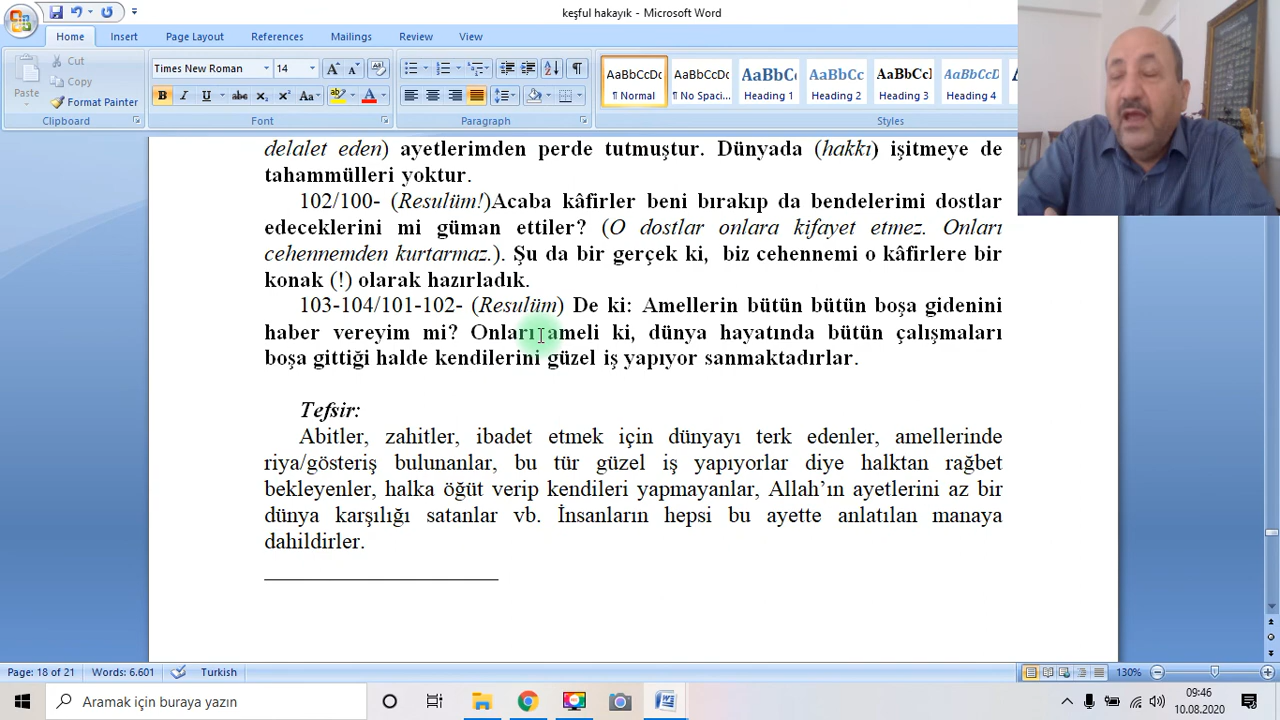 keşful hakayık - Microsoft Word
Home Insert Page Layout References Mailings Review View
Cut
Copy
Format Painter
Paste
Clipboard
Times New Roman 14
Font
Paragraph
AaBbCcDc AaBbCcDc AaBbCc AaBbCc AaBbCcI AaBbCcD
¶ Normal ¶ No Spaci... Heading 1 Heading 2 Heading 3 Heading 4
Styles
delalet eden) ayetlerimden perde tutmuştur. Dünyada (hakkı) işitmeye de
tahammülleri yoktur.
102/100- (Resulüm!)Acaba kâfirler beni bırakıp da bendelerimi dostlar
edeceklerini mi güman ettiler? (O dostlar onlara kifayet etmez. Onları
cehennemden kurtarmaz.). Şu da bir gerçek ki, biz cehennemi o kâfirlere bir
konak (!) olarak hazırladık.
103-104/101-102- (Resulüm) De ki: Amellerin bütün bütün boşa gidenini
haber vereyim mi? Onları ameli ki, dünya hayatında bütün çalışmaları
boşa gittiği halde kendilerini güzel iş yapıyor sanmaktadırlar.
Tefsir:
Abitler, zahitler, ibadet etmek için dünyayı terk edenler, amellerinde
riya/gösteriş bulunanlar, bu tür güzel iş yapıyorlar diye halktan rağbet
bekleyenler, halka öğüt verip kendileri yapmayanlar, Allah’ın ayetlerini az bir
dünya karşılığı satanlar vb. İnsanların hepsi bu ayette anlatılan manaya
dahildirler.
Page: 18 of 21 Words: 6.601 Turkish 130%
Aramak için buraya yazın
09:46
10.08.2020